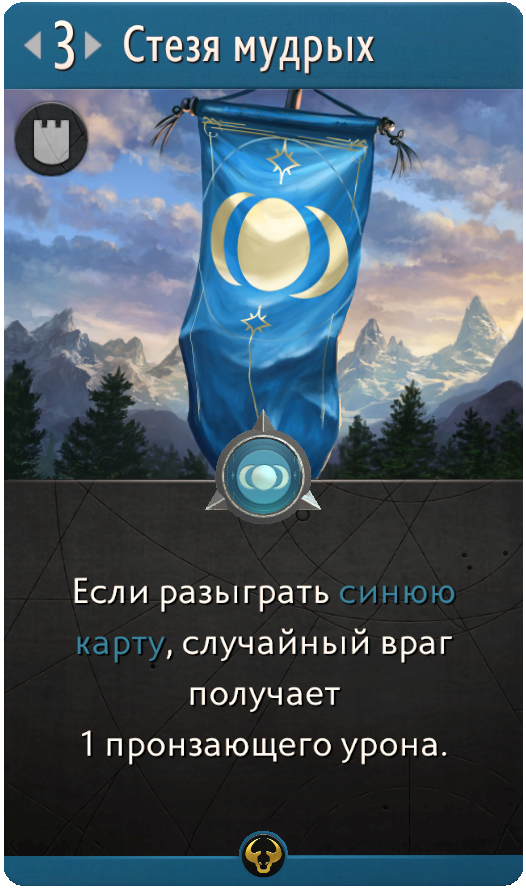 3 Стезя мудрых
Если разыграть синюю
карту, случайный враг
получает
1 пронзающего урона.